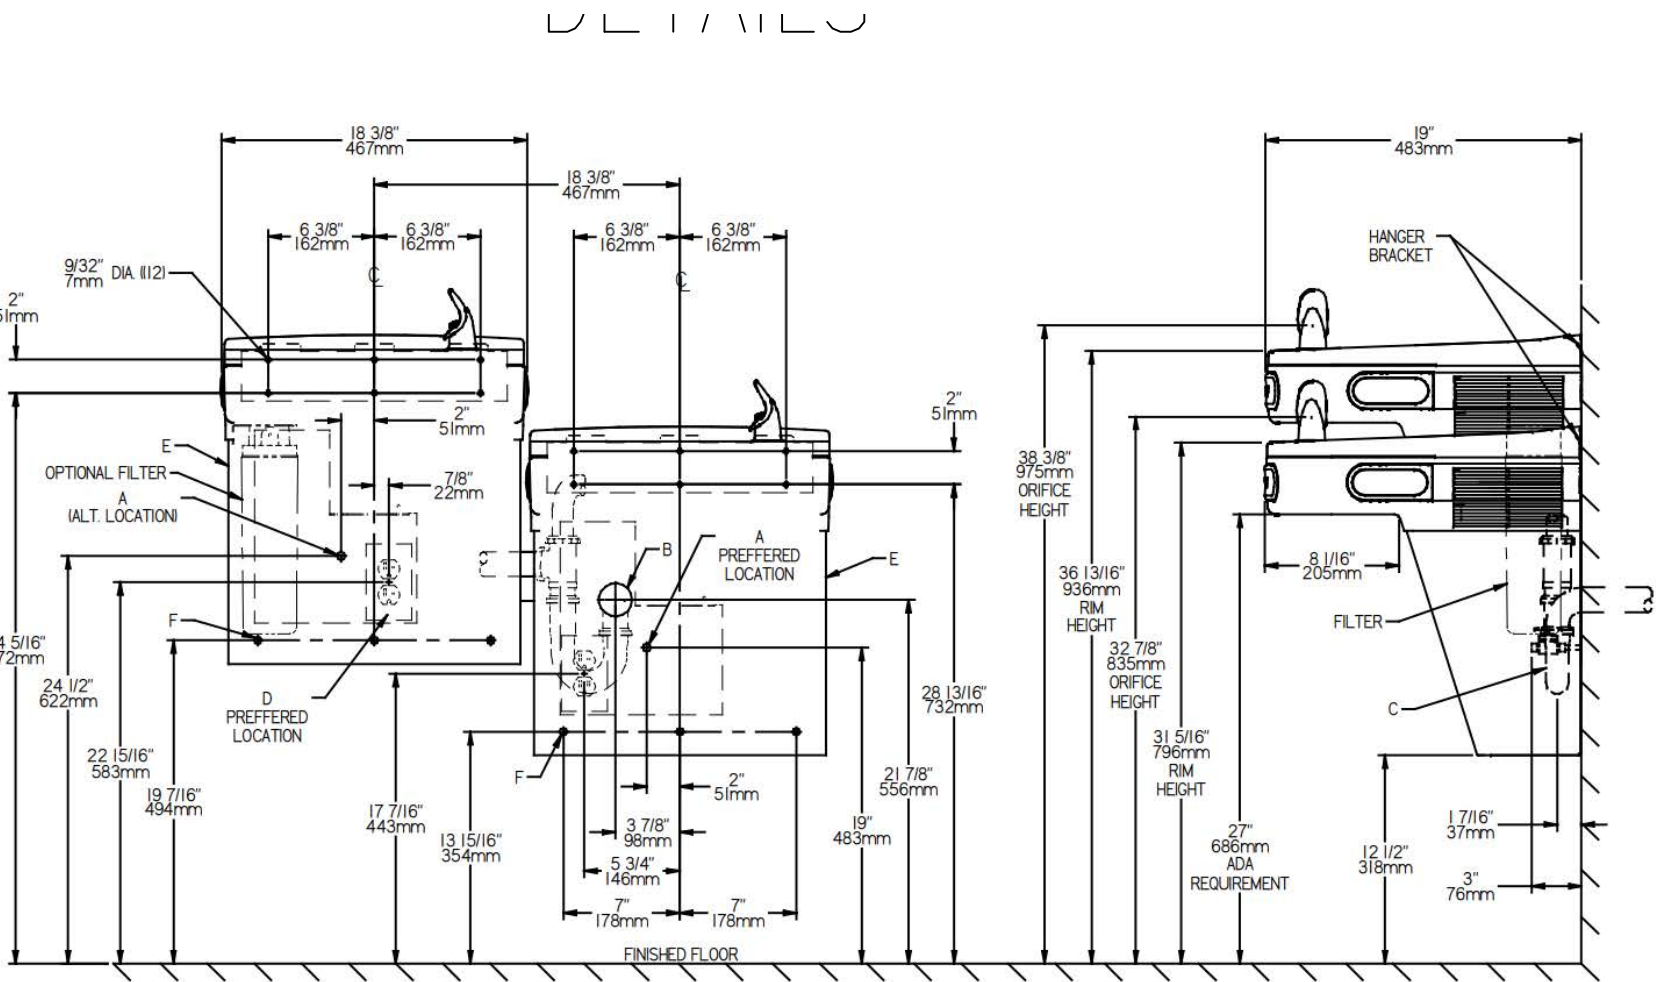 DETAILS
18 3/8"
467mm
18 3/8"
467mm
6 3/8"
162mm
6 3/8"
162mm
6 3/8"
162mm
6 3/8"
162mm
℄
℄
9/32"
7mm DIA. (12)
2"
51mm
2"
51mm
E
OPTIONAL FILTER
A
(ALT. LOCATION)
7/8"
22mm
2"
51mm
B
A
PREFFERED
LOCATION
E
F
4 5/16"
72mm
24 1/2"
622mm
D
PREFFERED
LOCATION
22 15/16"
583mm
19 7/16"
494mm
17 7/16"
443mm
13 15/16"
354mm
F
2"
51mm
3 7/8"
98mm
5 3/4"
146mm
7"
178mm
7"
178mm
19"
483mm
21 7/8"
556mm
28 13/16"
732mm
FINISHED FLOOR
19"
483mm
HANGER
BRACKET
38 3/8"
975mm
ORIFICE
HEIGHT
36 13/16"
936mm
RIM
HEIGHT
32 7/8"
835mm
ORIFICE
HEIGHT
31 5/16"
796mm
RIM
HEIGHT
8 1/16"
205mm
FILTER
C
27"
686mm
ADA
REQUIREMENT
12 1/2"
318mm
1 7/16"
37mm
3"
76mm